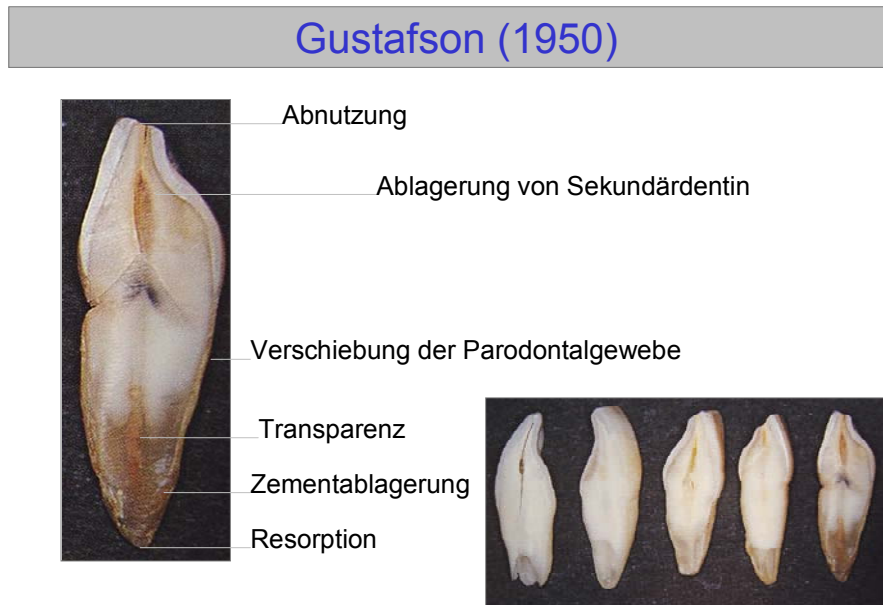 Gustafson (1950)
Abnutzung
Ablagerung von Sekundärdentin
Verschiebung der Parodontalgewebe
Transparenz
Zementablagerung
Resorption